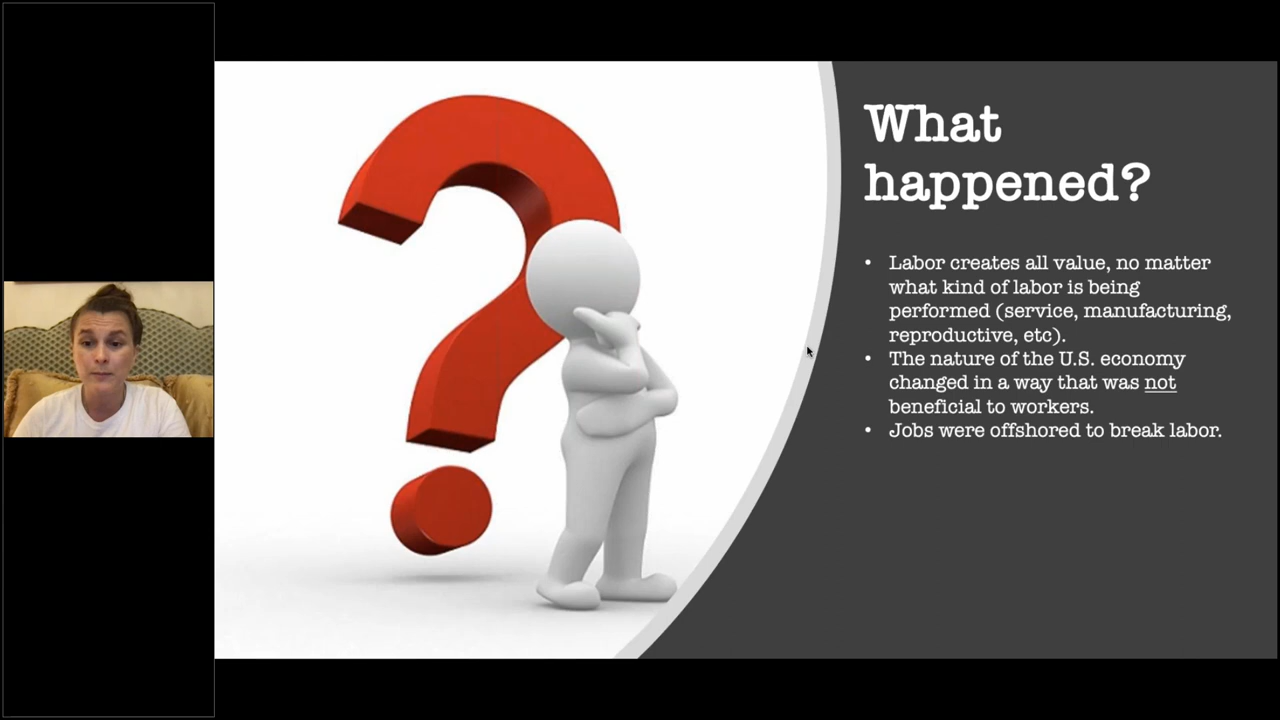 What
happened?
• Labor creates all value, no matter
what kind of labor is being
performed (service, manufacturing,
reproductive, etc).
• The nature of the U.S. economy
changed in a way that was not
beneficial to workers.
• Jobs were offshored to break labor.